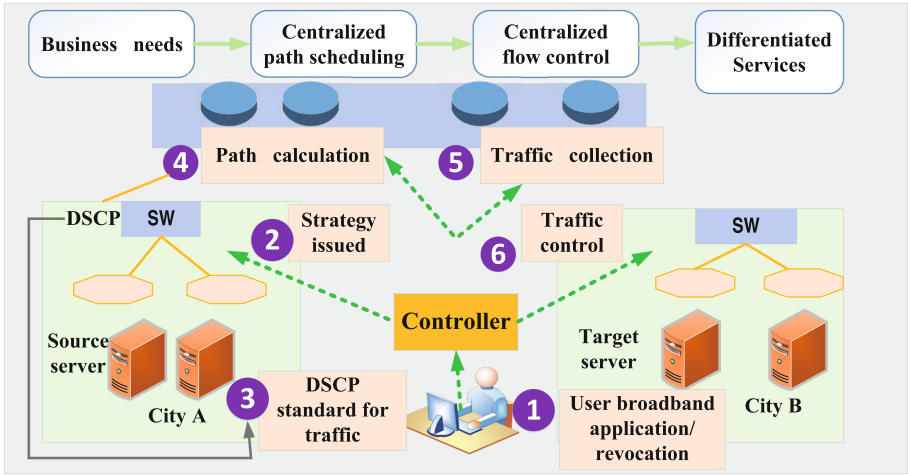 Business needs
Centralized
path scheduling
Centralized
flow control
Differentiated
Services
4
Path calculation
5
Traffic collection
DSCP
SW
2
Strategy
issued
6
Traffic
control
SW
Controller
Source
server
City A
Target
server
City B
3
DSCP
standard for
traffic
1
User broadband
application/
revocation